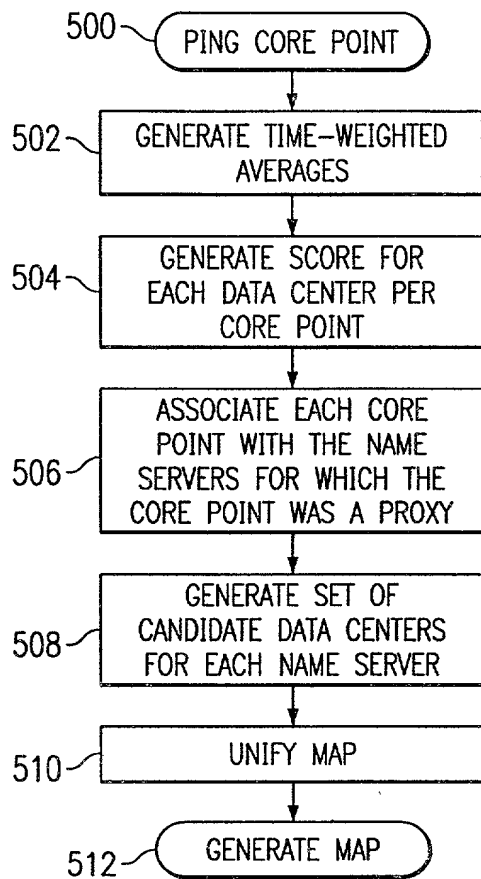 500 PING CORE POINT
502 GENERATE TIME-WEIGHTED
AVERAGES
504 GENERATE SCORE FOR
EACH DATA CENTER PER
CORE POINT
506 ASSOCIATE EACH CORE
POINT WITH THE NAME
SERVERS FOR WHICH THE
CORE POINT WAS A PROXY
508 GENERATE SET OF
CANDIDATE DATA CENTERS
FOR EACH NAME SERVER
510 UNIFY MAP
512 GENERATE MAP